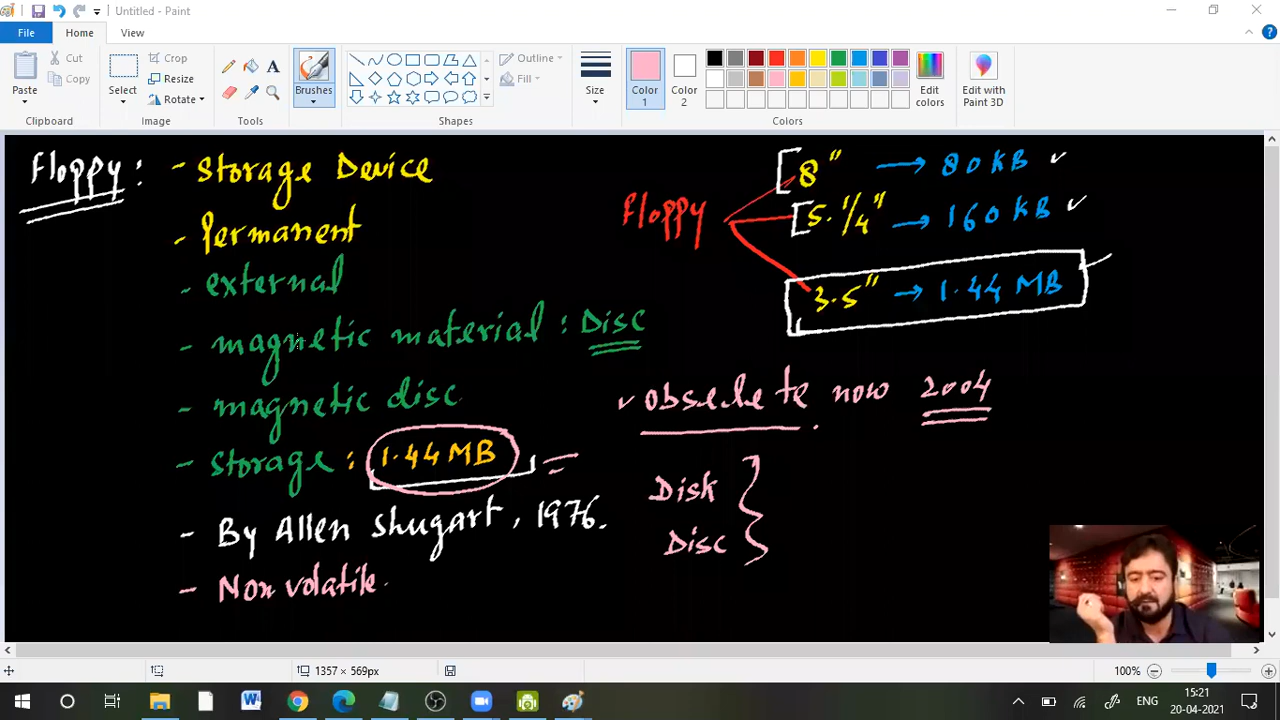 Untitled - Paint
File
Home
View
Paste
Cut
Copy
Clipboard
Select
Crop
Resize
Rotate
Image
Tools
Brushes
Shapes
Outline
Fill
Size
Color 1
Color 2
Colors
Edit colors
Edit with Paint 3D
Floppy :
- Storage Device
- Permanent
- external
- magnetic material : Disc
- magnetic disc
- storage : 1.44 MB
- By Allen Shugart, 1976.
- Non volatile
Floppy
8" → 80 KB ✓
5.1/4" → 160 KB ✓
3.5" → 1.44 MB
✓ obselete now 2004
Disk
Disc
1357 × 569px
100%
ENG
15:21
20-04-2021